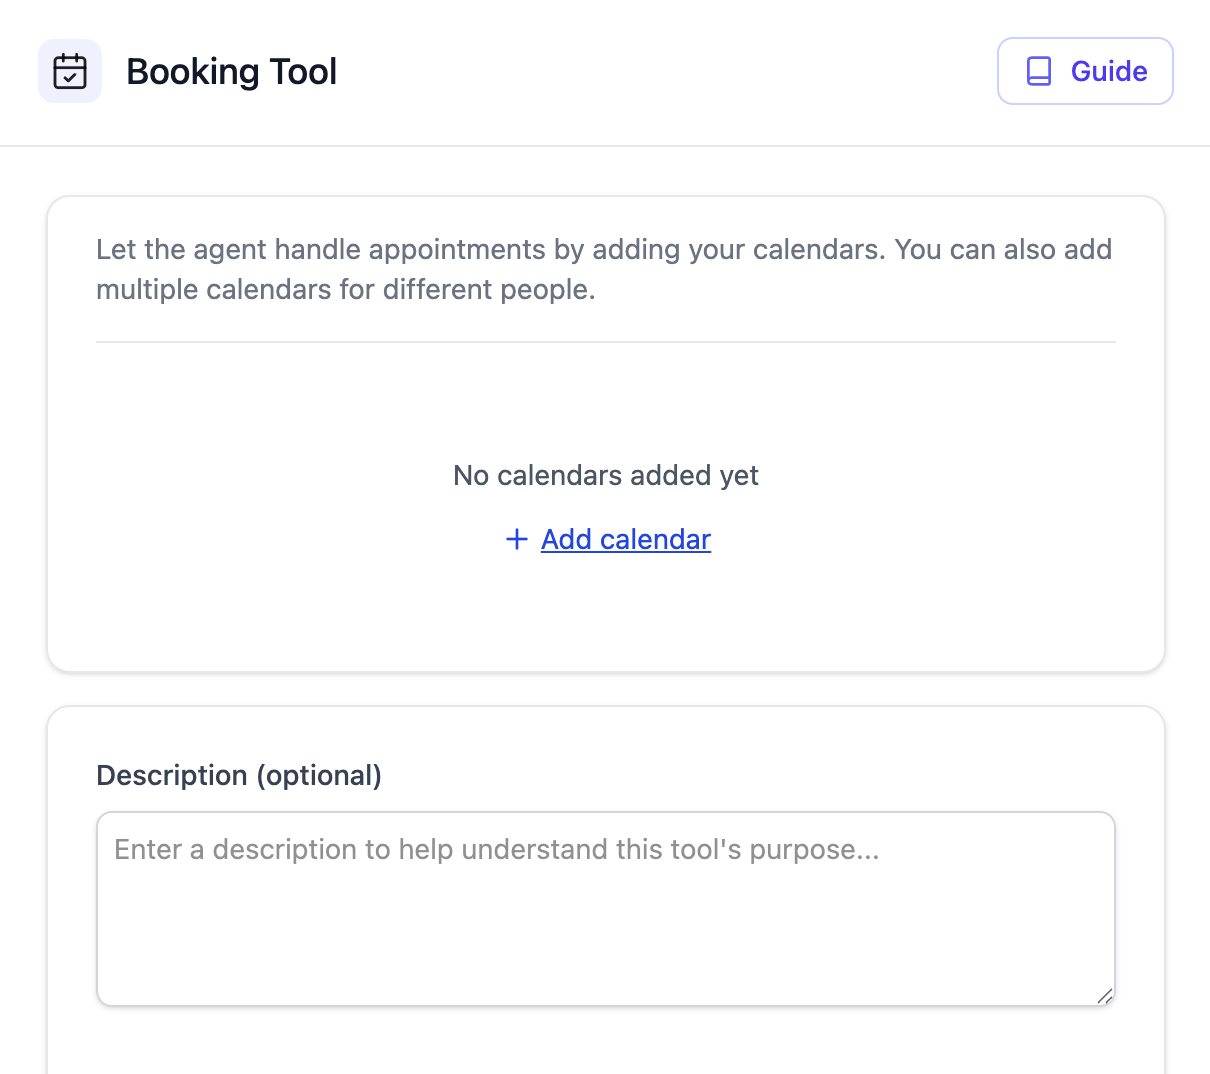 Booking Tool
Guide
Let the agent handle appointments by adding your calendars. You can also add
multiple calendars for different people.
No calendars added yet
+ Add calendar
Description (optional)
Enter a description to help understand this tool's purpose...